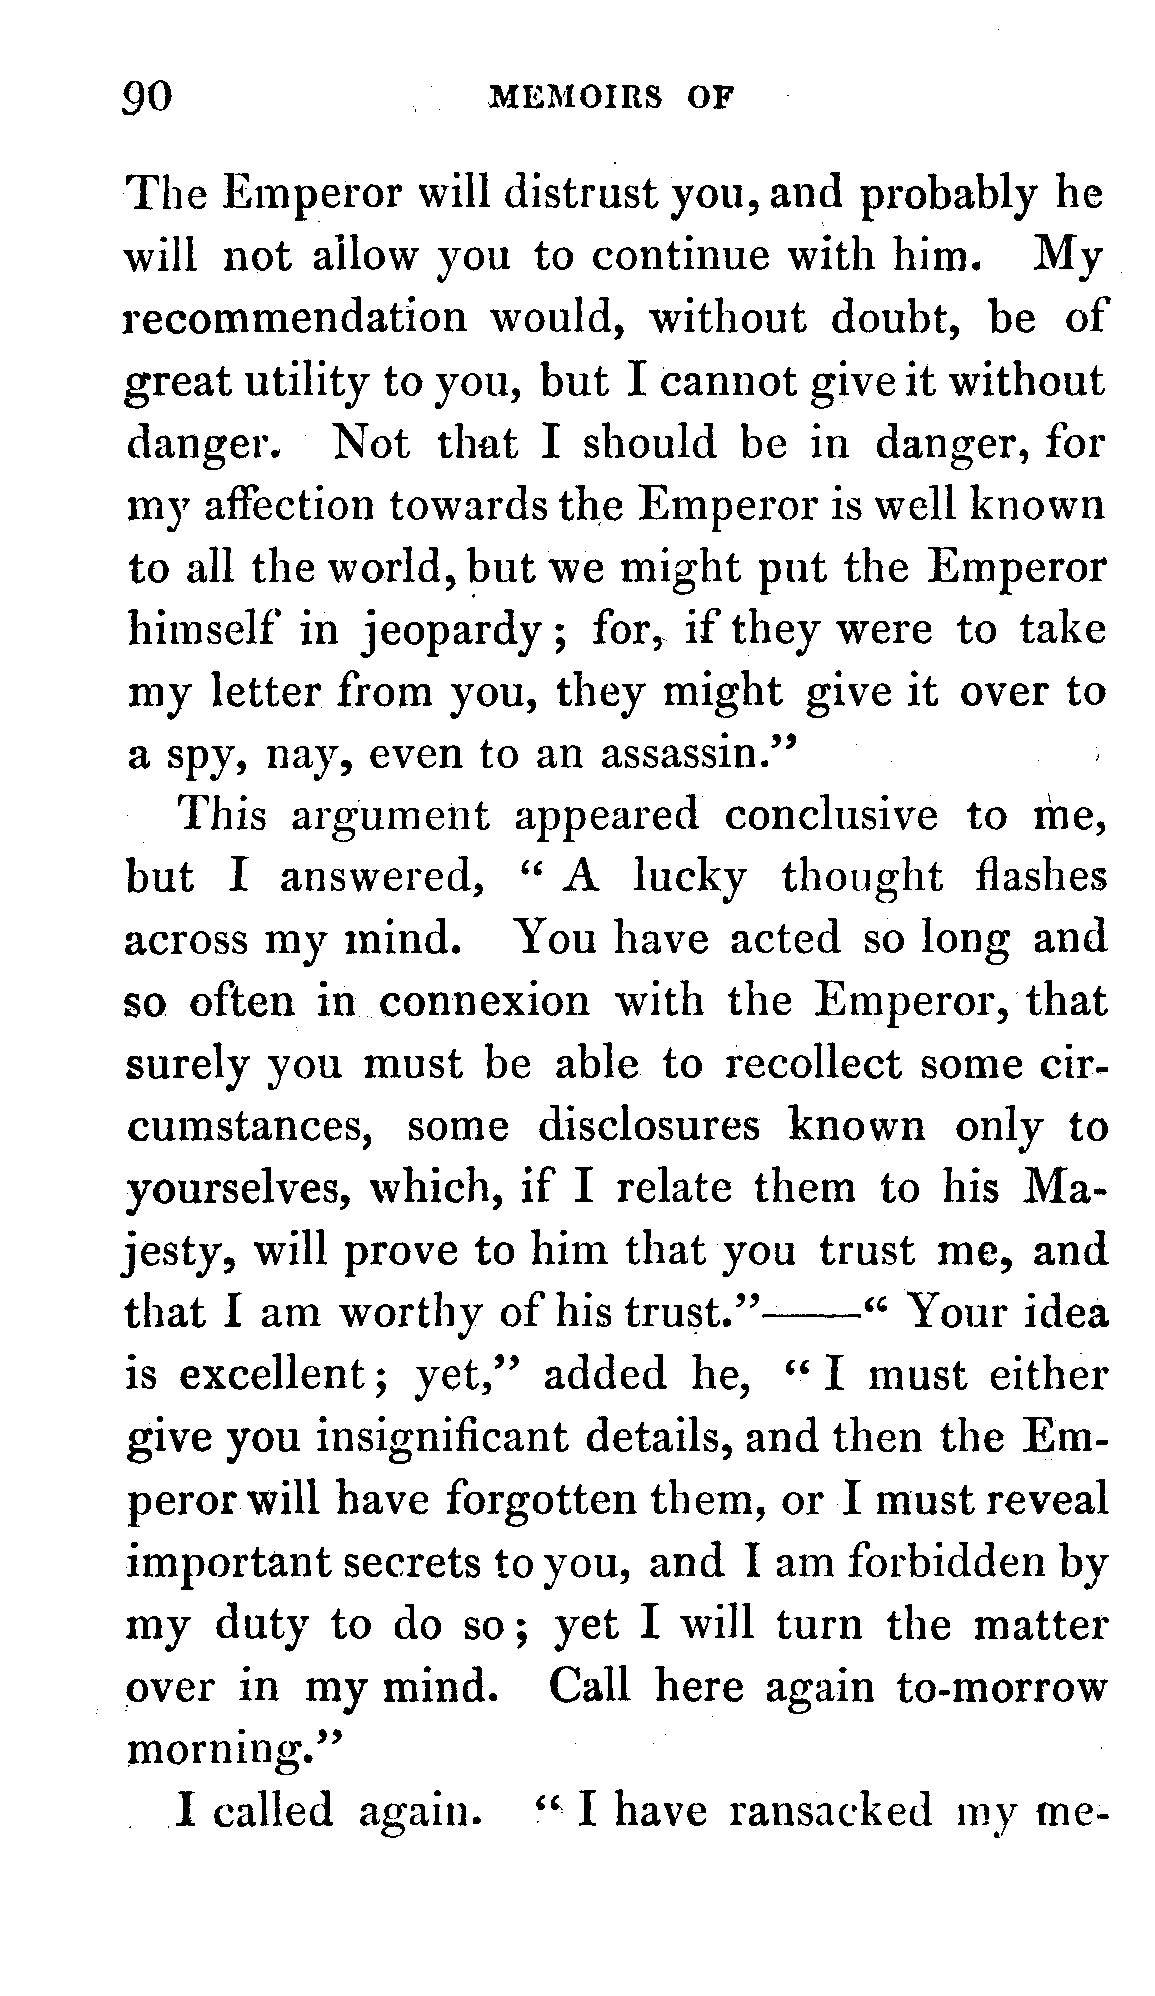 90 MEMOIRS OF
The Emperor will distrust you, and probably he
will not allow you to continue with him. My
recommendation would, without doubt, be of
great utility to you, but I cannot give it without
danger. Not that I should be in danger, for
my affection towards the Emperor is well known
to all the world, but we might put the Emperor
himself in jeopardy; for, if they were to take
my letter from you, they might give it over to
a spy, nay, even to an assassin."
This argument appeared conclusive to me,
but I answered, "A lucky thought flashes
across my mind. You have acted so long and
so often in connexion with the Emperor, that
surely you must be able to recollect some cir-
cumstances, some disclosures known only to
yourselves, which, if I relate them to his Ma-
jesty, will prove to him that you trust me, and
that I am worthy of his trust."——"Your idea
is excellent; yet," added he, "I must either
give you insignificant details, and then the Em-
peror will have forgotten them, or I must reveal
important secrets to you, and I am forbidden by
my duty to do so; yet I will turn the matter
over in my mind. Call here again to-morrow
morning."
I called again. "I have ransacked my me-